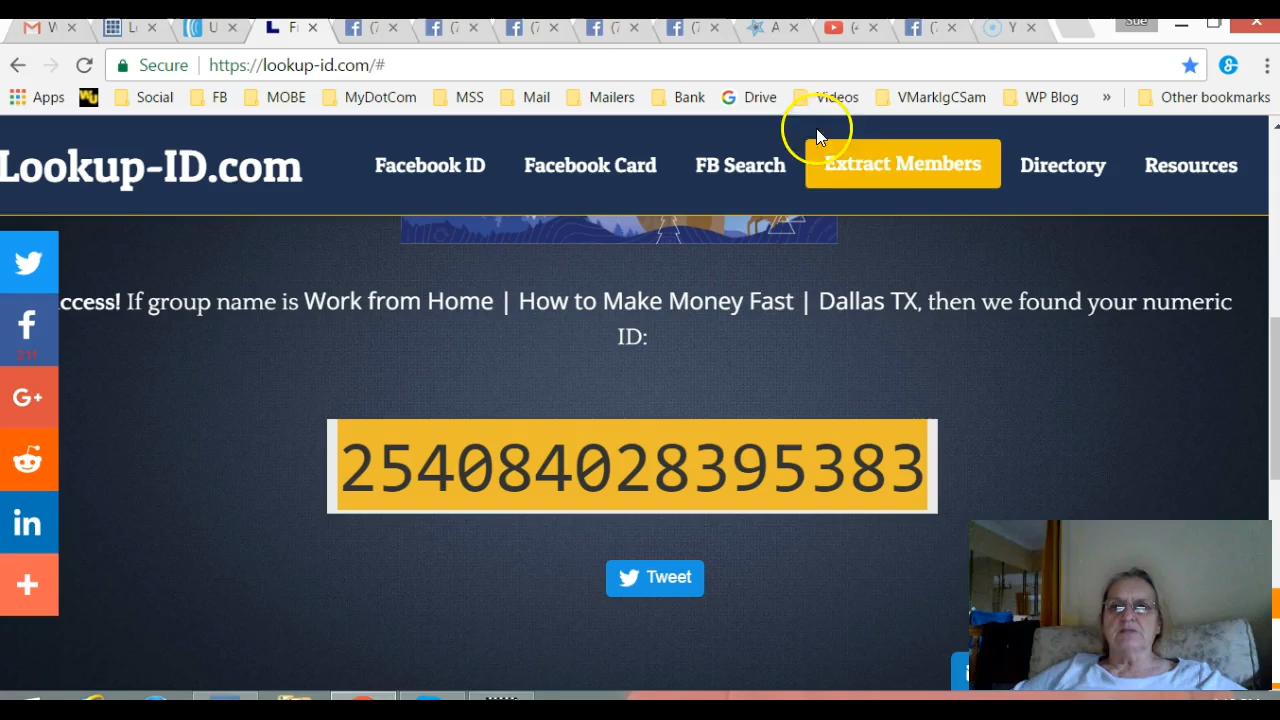 Sue
Secure | https://lookup-id.com/#
Apps Social FB MOBE MyDotCom MSS Mail Mailers Bank Drive Videos VMarkIgCSam WP Blog » Other bookmarks
Lookup-ID.com Facebook ID Facebook Card FB Search Extract Members Directory Resources
ccess! If group name is Work from Home | How to Make Money Fast | Dallas TX, then we found your numeric
ID:
254084028395383
Tweet